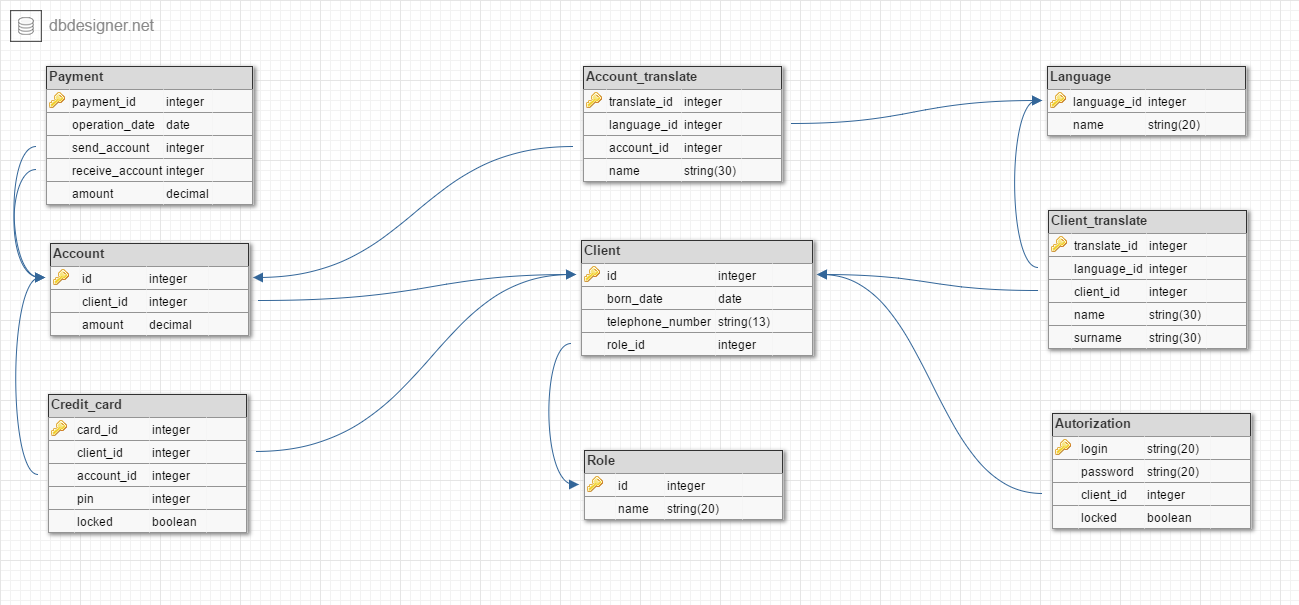 dbdesigner.net
Payment
payment_id integer
operation_date date
send_account integer
receive_account integer
amount decimal
Account_translate
translate_id integer
language_id integer
account_id integer
name string(30)
Language
language_id integer
name string(20)
Account
id integer
client_id integer
amount decimal
Client
id integer
born_date date
telephone_number string(13)
role_id integer
Client_translate
translate_id integer
language_id integer
client_id integer
name string(30)
surname string(30)
Credit_card
card_id integer
client_id integer
account_id integer
pin integer
locked boolean
Role
id integer
name string(20)
Autorization
login string(20)
password string(20)
client_id integer
locked boolean